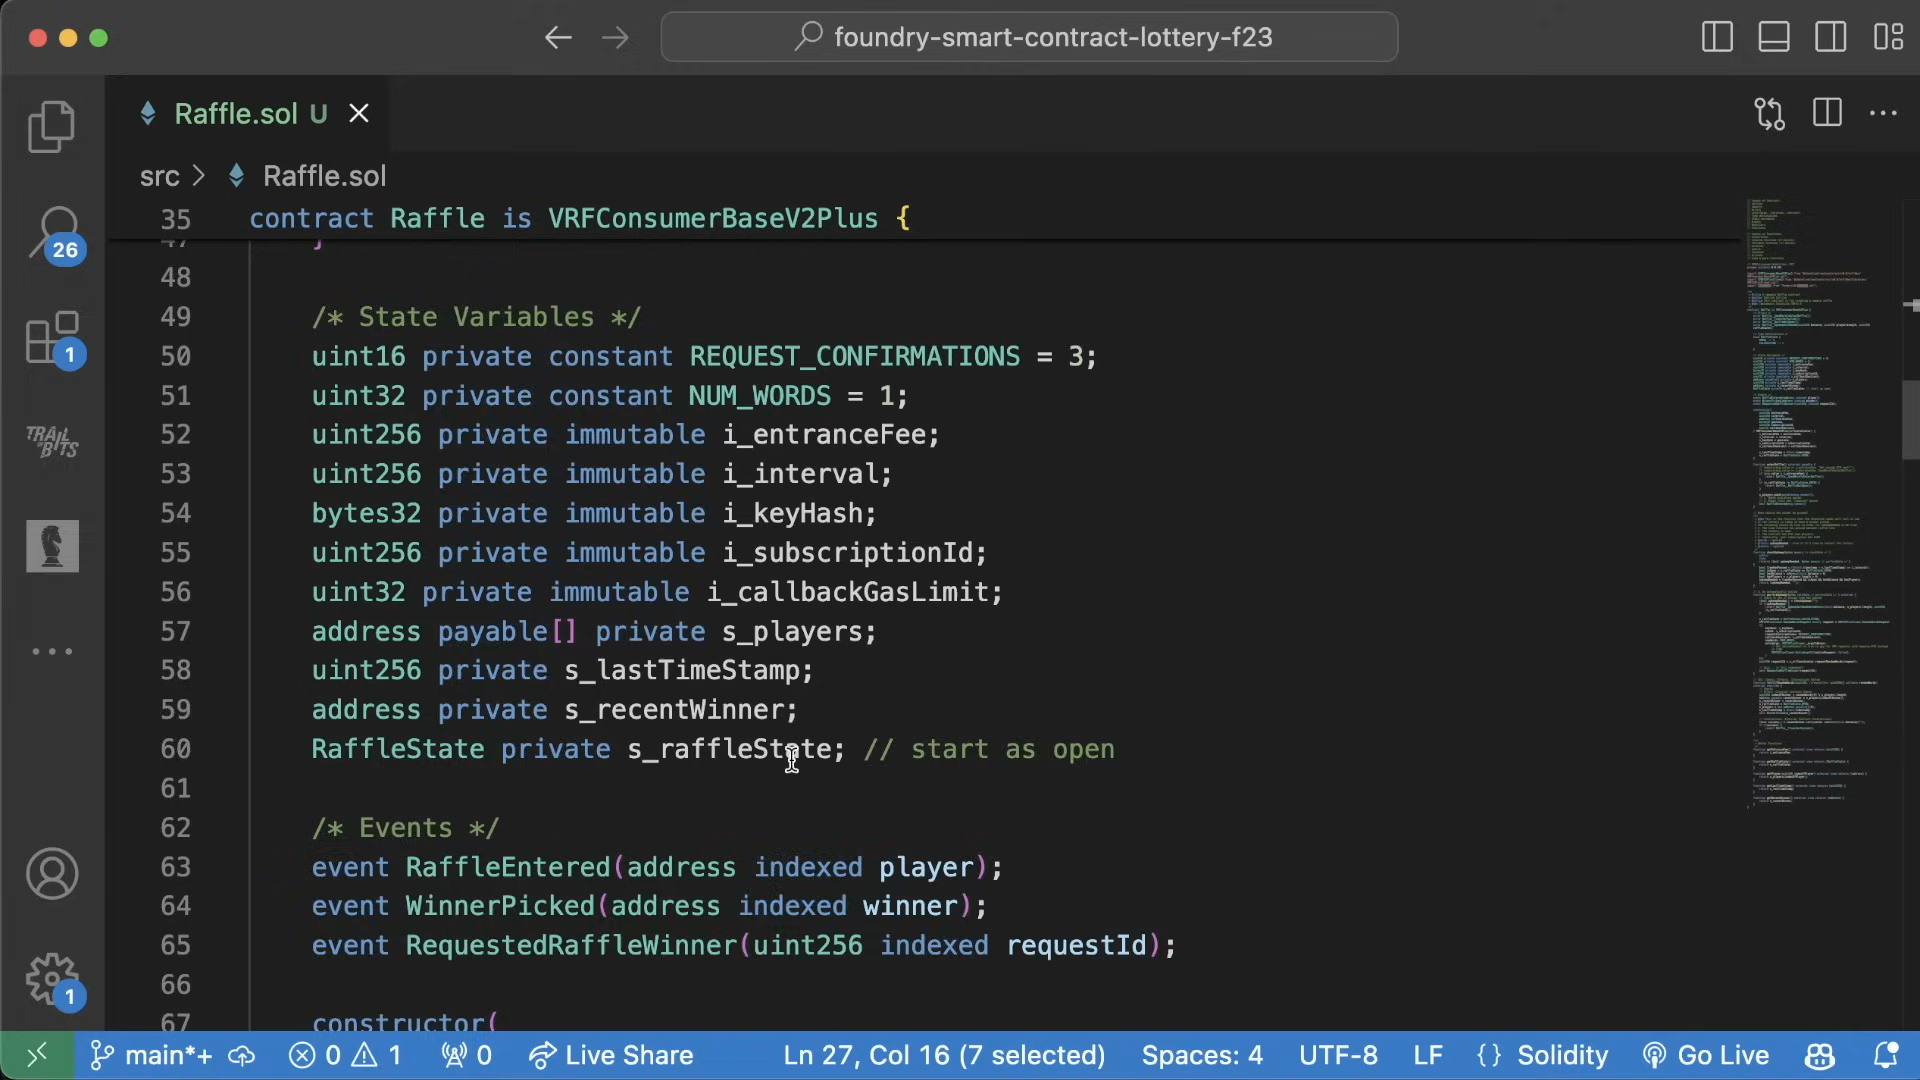 foundry-smart-contract-lottery-f23
Raffle.sol U
src > Raffle.sol
35 contract Raffle is VRFConsumerBaseV2Plus {
47 }
48
49 /* State Variables */
50 uint16 private constant REQUEST_CONFIRMATIONS = 3;
51 uint32 private constant NUM_WORDS = 1;
52 uint256 private immutable i_entranceFee;
53 uint256 private immutable i_interval;
54 bytes32 private immutable i_keyHash;
55 uint256 private immutable i_subscriptionId;
56 uint32 private immutable i_callbackGasLimit;
57 address payable[] private s_players;
58 uint256 private s_lastTimeStamp;
59 address private s_recentWinner;
60 RaffleState private s_raffleState; // start as open
61
62 /* Events */
63 event RaffleEntered(address indexed player);
64 event WinnerPicked(address indexed winner);
65 event RequestedRaffleWinner(uint256 indexed requestId);
66
67 constructor(
26
1
TRAIL OF BITS
1
main*+ 0 1 0 Live Share Ln 27, Col 16 (7 selected) Spaces: 4 UTF-8 LF {} Solidity Go Live